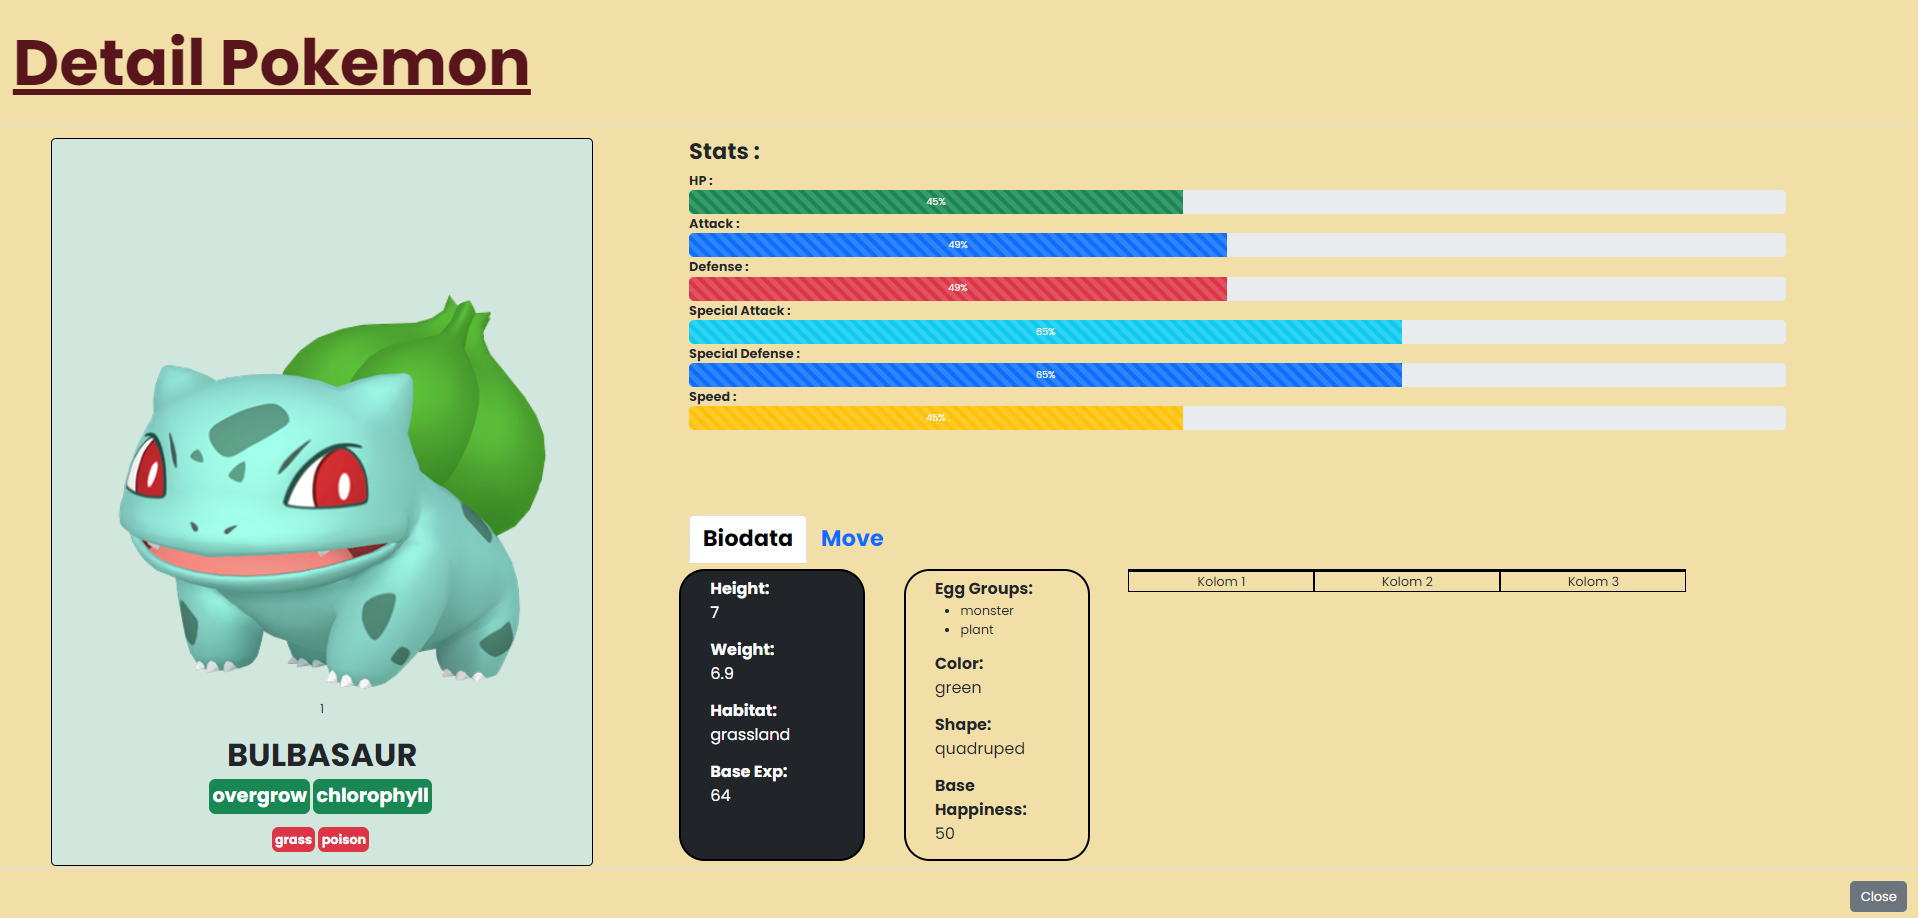 Detail Pokemon
1
BULBASAUR
overgrow chlorophyll
grass poison
Stats :
HP :
45%
Attack :
49%
Defense :
49%
Special Attack :
65%
Special Defense :
65%
Speed :
45%
Biodata Move
Height:
7
Weight:
6.9
Habitat:
grassland
Base Exp:
64
Egg Groups:
monster
plant
Color:
green
Shape:
quadruped
Base
Happiness:
50
Kolom 1 Kolom 2 Kolom 3
Close